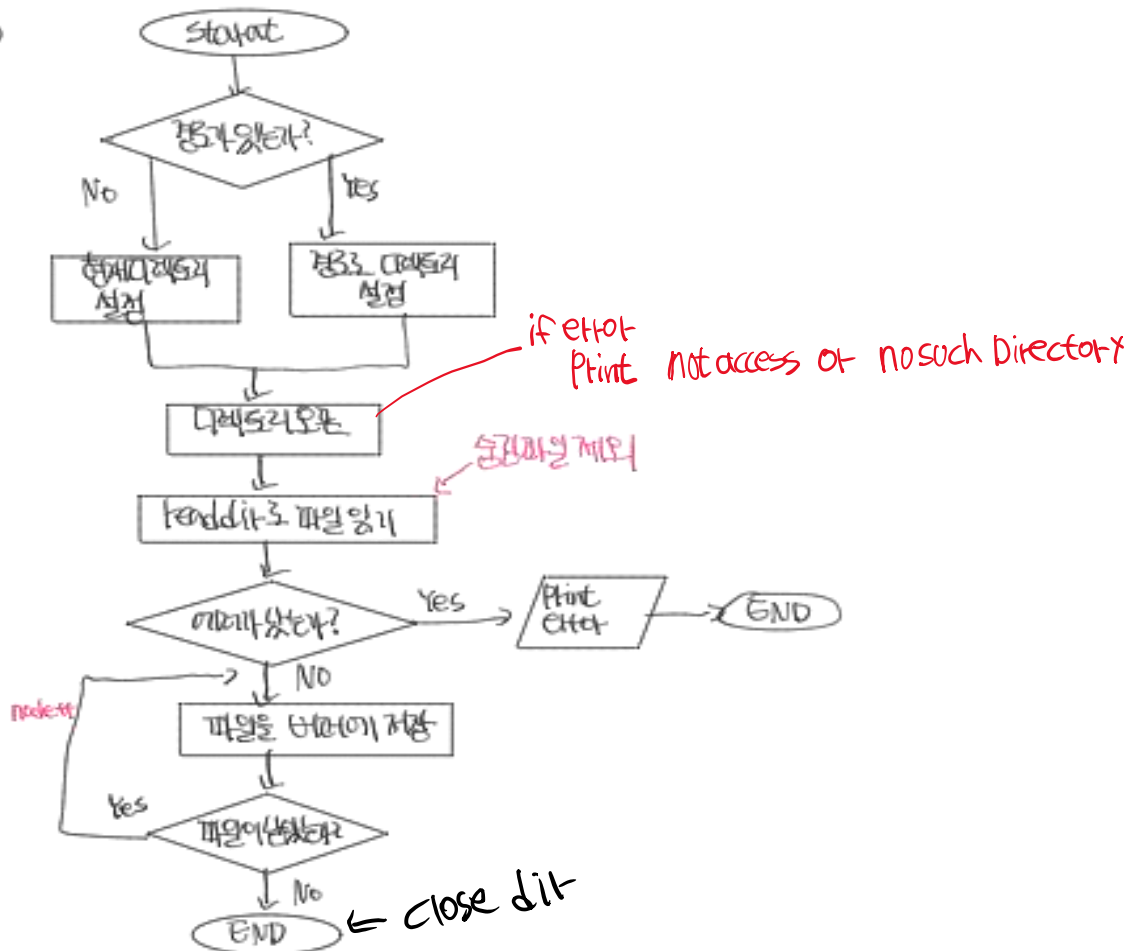 start
경로가 있는가?
No
Yes
현재디렉토리
설정
경로로 디렉토리
설정
if error
Print not access or no such Directory
디렉토리 오픈
숨김파일 제외
readdir로 파일 읽기
에러가 났는가?
Yes
Print
error
END
NO
파일을 버퍼에 저장
Yes
파일이 남았는가?
No
END
← close dir